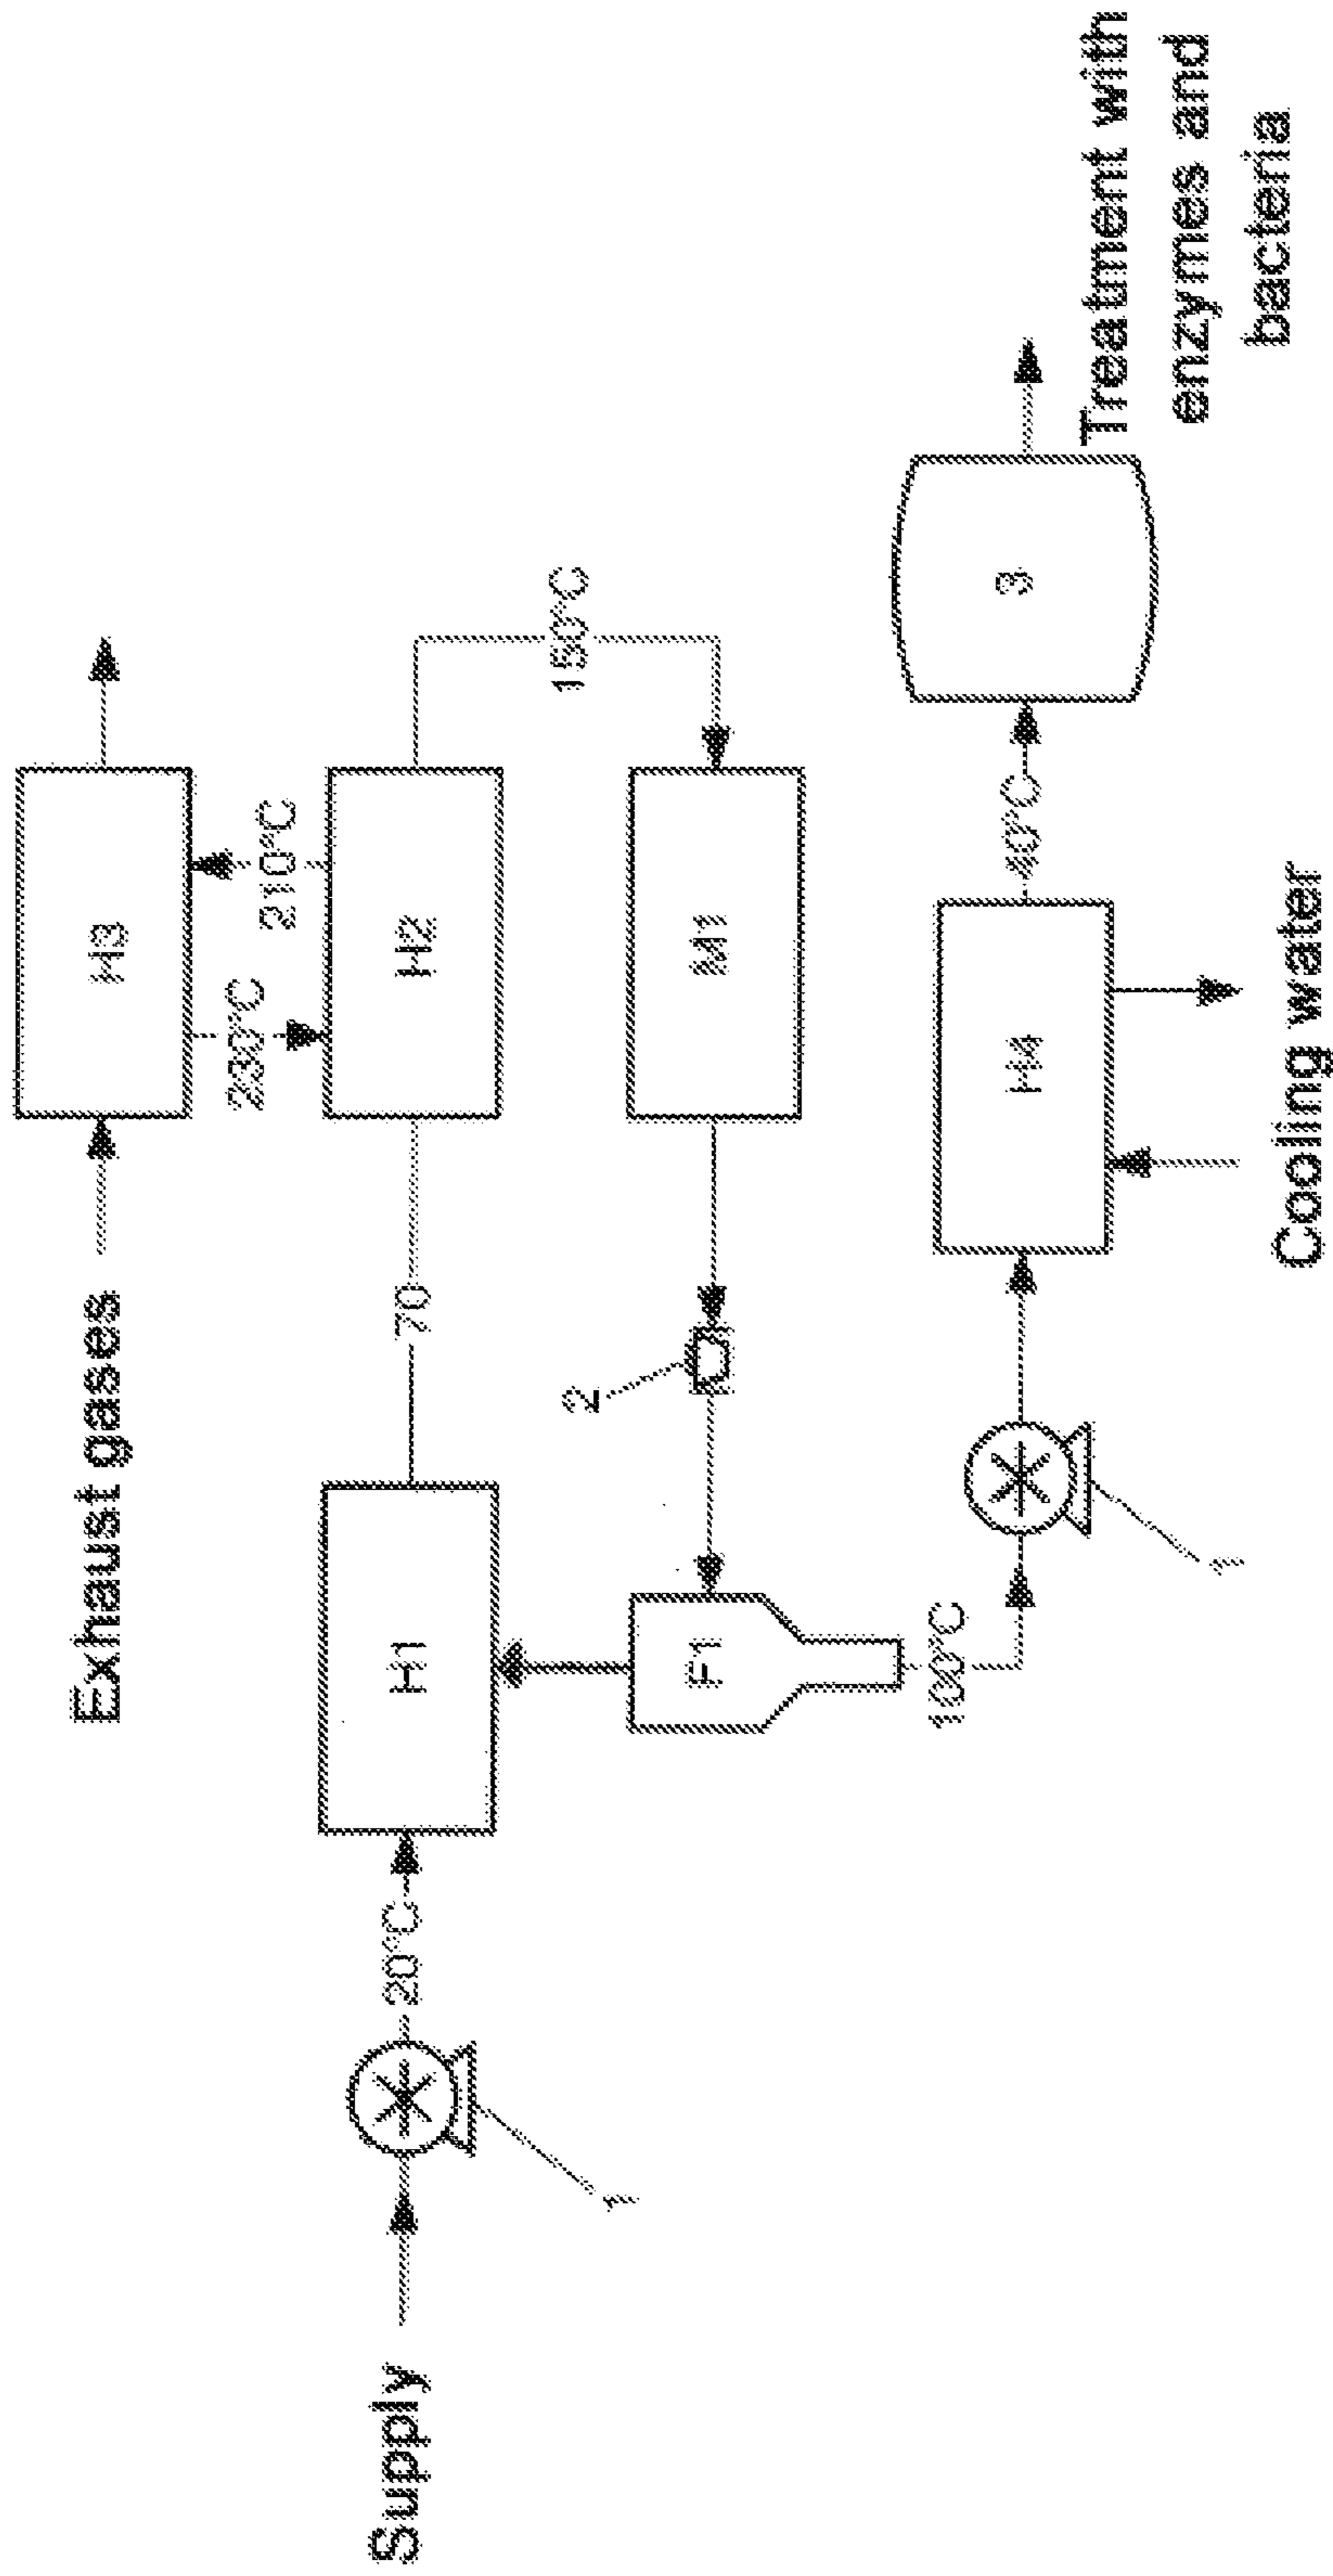 Exhaust gases
H3
230°C
210°C
Supply
1
20°C
H1
70
H2
150°C
2
M1
F1
100°C
1
H4
40°C
3
Cooling water
Treatment with
enzymes and
bacteria